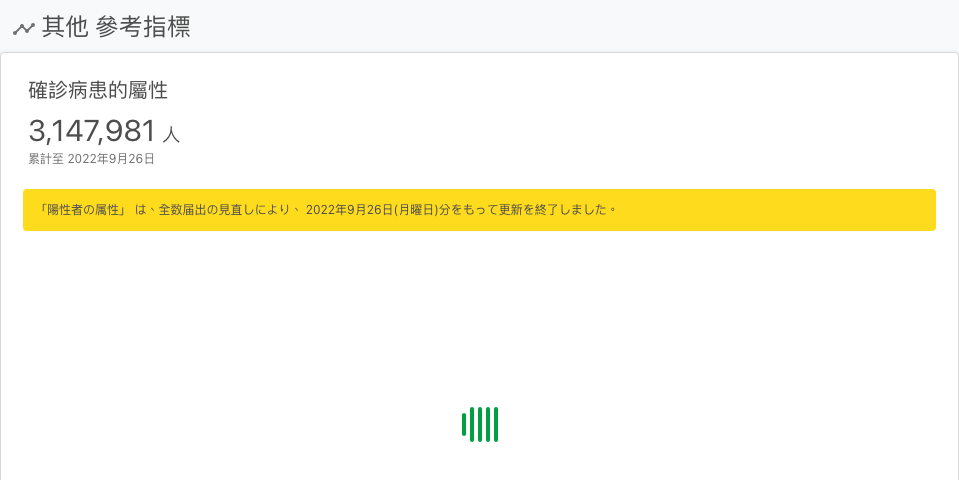 其他 參考指標
確診病患的屬性
3,147,981 人
累計至 2022年9月26日
「陽性者の属性」 は、全数届出の見直しにより、 2022年9月26日(月曜日)分をもって更新を終了しました。